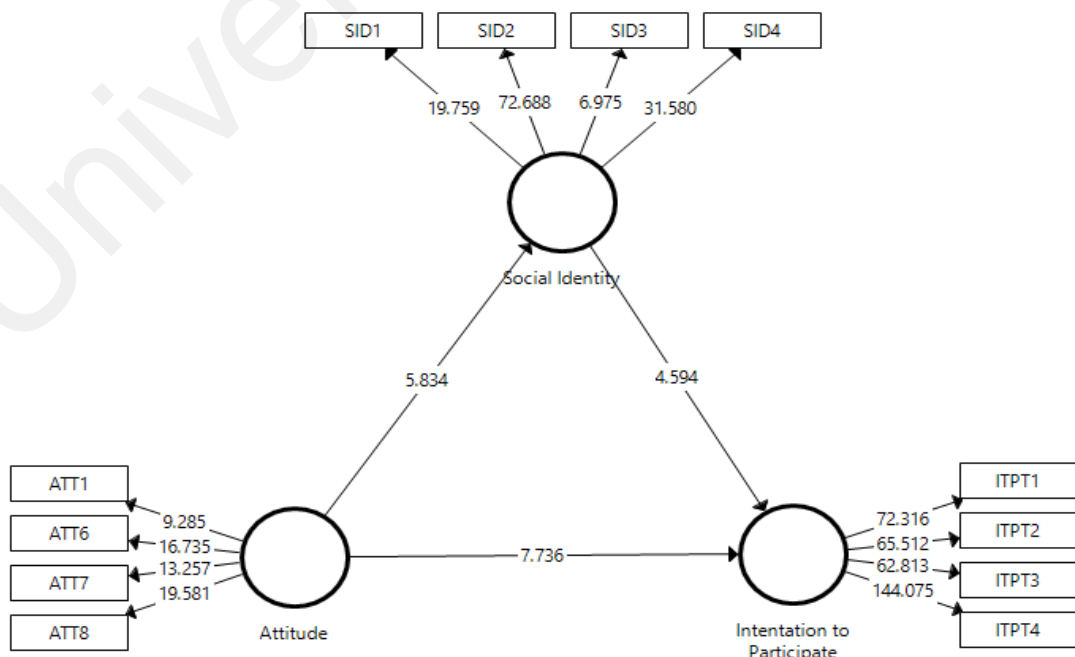 SID1 SID2 SID3 SID4
19.759 72.688 6.975 31.580
Social Identity
5.834 4.594
ATT1
ATT6
ATT7
ATT8
9.285
16.735
13.257
19.581
Attitude
7.736
72.316
65.512
62.813
144.075
ITPT1
ITPT2
ITPT3
ITPT4
Intentation to
Participate
Univer